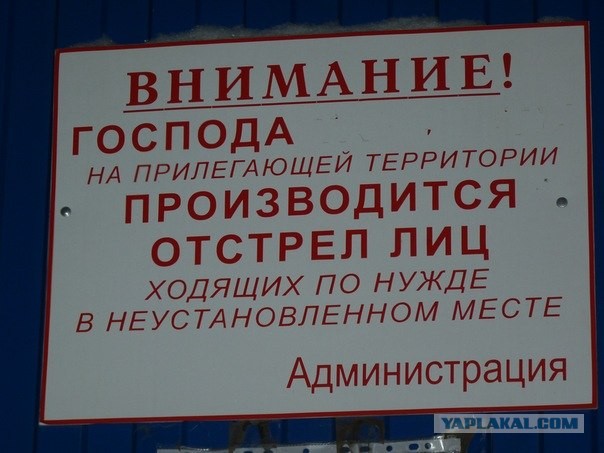 ВНИМАНИЕ!
ГОСПОДА
НА ПРИЛЕГАЮЩЕЙ ТЕРРИТОРИИ
ПРОИЗВОДИТСЯ
ОТСТРЕЛ ЛИЦ
ХОДЯЩИХ ПО НУЖДЕ
В НЕУСТАНОВЛЕННОМ МЕСТЕ
Администрация
YAPLAKAL.COM